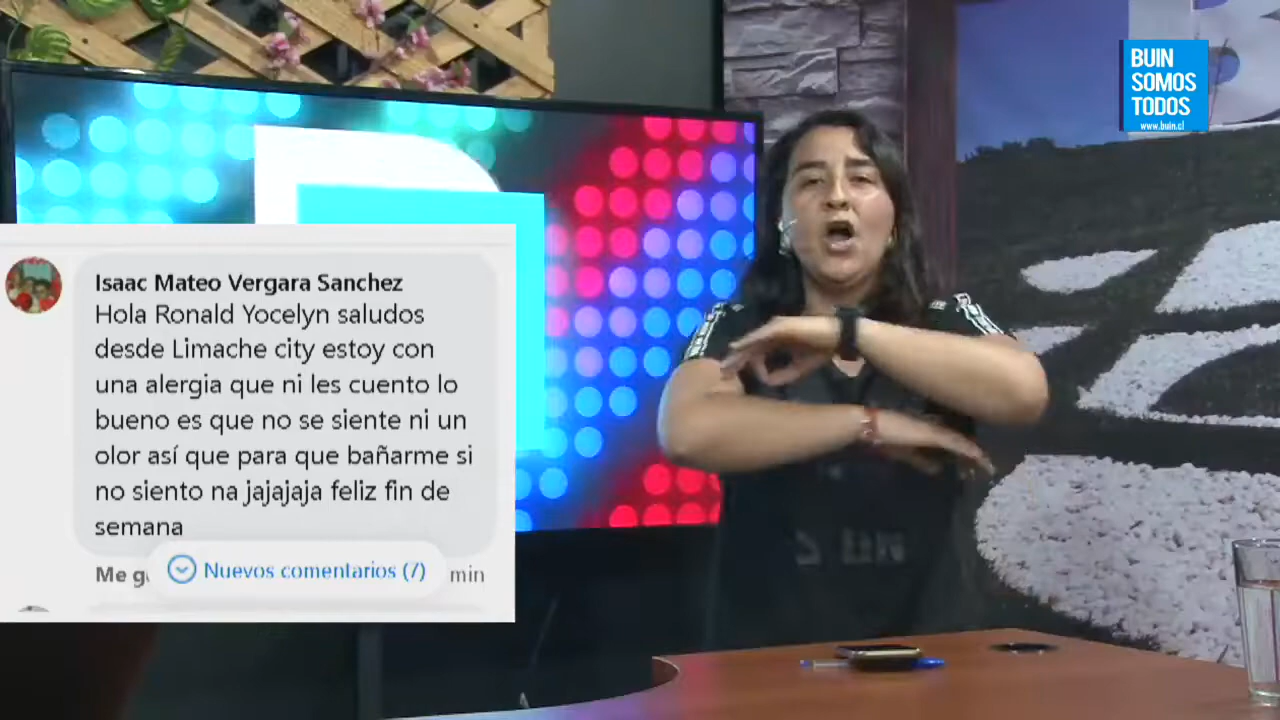 BUIN
SOMOS
TODOS
www.buin.cl
Isaac Mateo Vergara Sanchez
Hola Ronald Yocelyn saludos
desde Limache city estoy con
una alergia que ni les cuento lo
bueno es que no se siente ni un
olor así que para que bañarme si
no siento na jajajaja feliz fin de
semana
Nuevos comentarios (7)
min